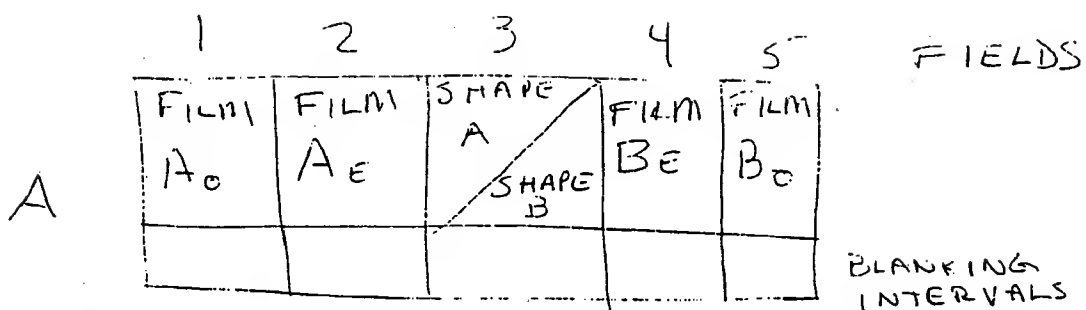 1 2 3 4 5 FIELDS
FILM FILM SHAPE FILM FILM
A
Ao AE BE Bo
SHAPE
B
A
BLANKING
INTERVALS